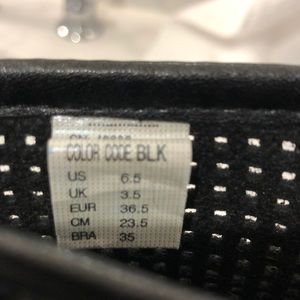 COLOR CODE BLK
US 6.5
UK 3.5
EUR 36.5
CM 23.5
BRA 35